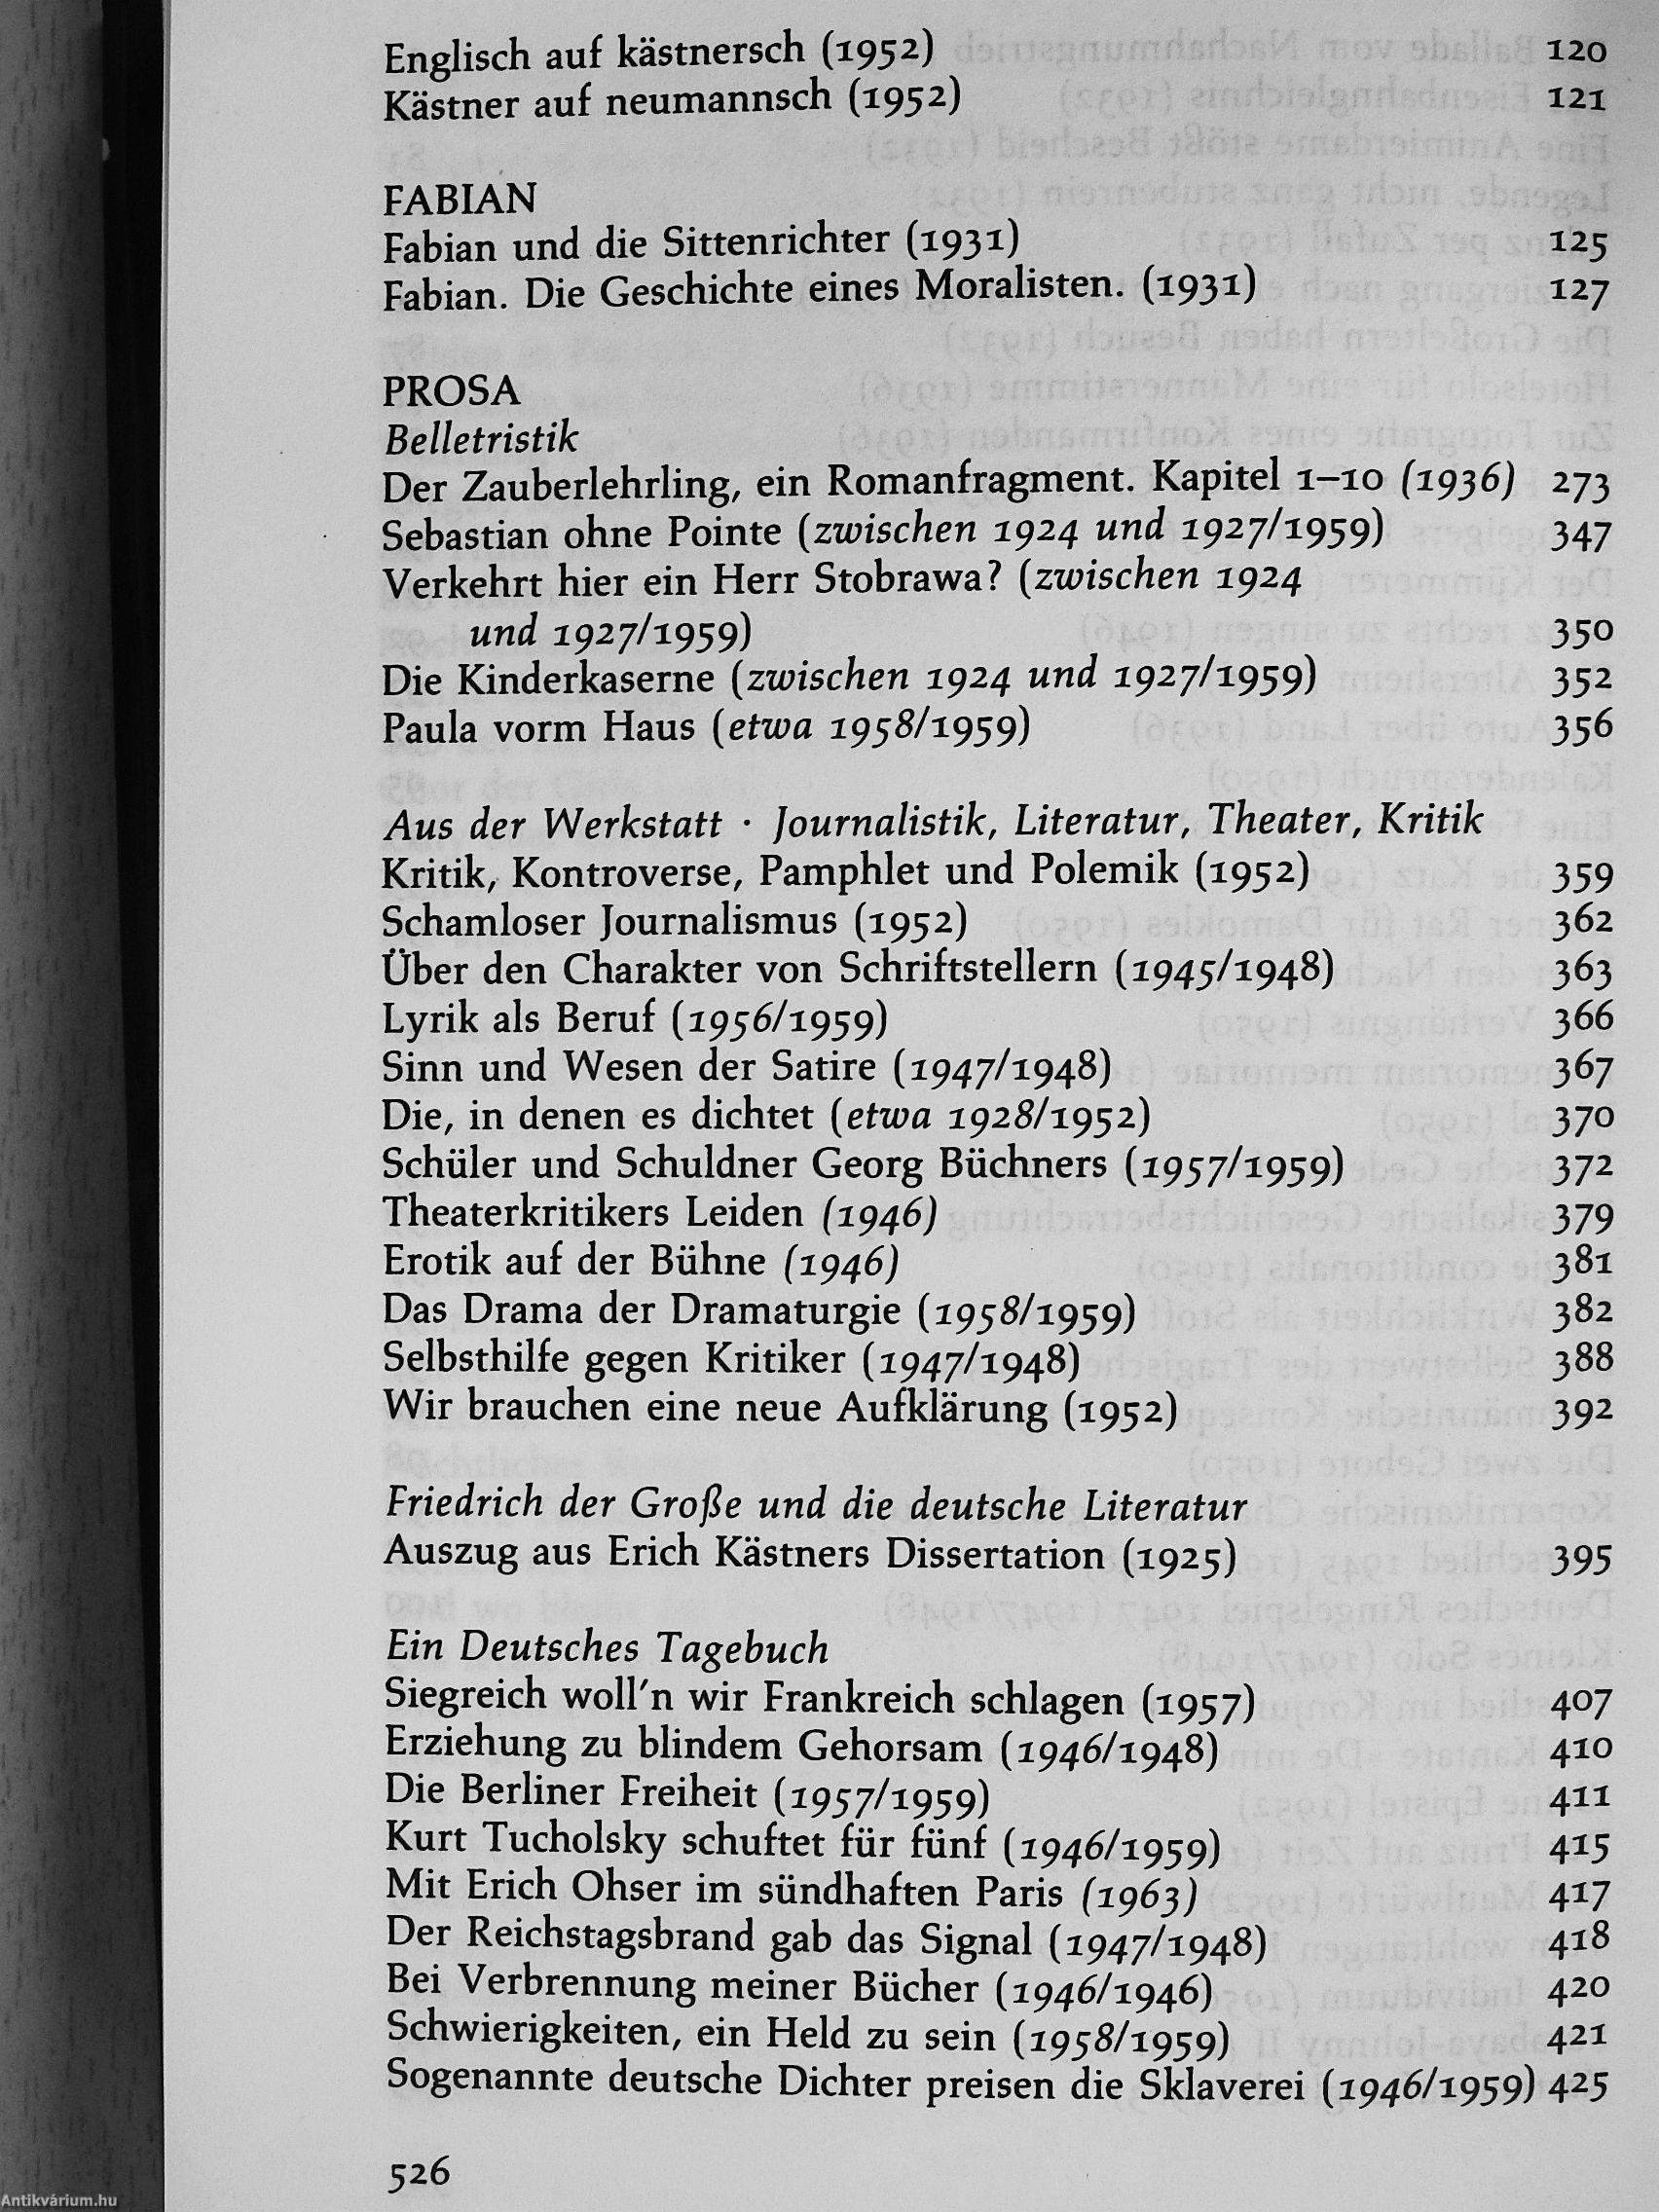 Englisch auf kästnersch (1952) 120
Kästner auf neumannsch (1952) 121
FABIAN
Fabian und die Sittenrichter (1931) 125
Fabian. Die Geschichte eines Moralisten. (1931) 127
PROSA
Belletristik
Der Zauberlehrling, ein Romanfragment. Kapitel 1–10 (1936) 273
Sebastian ohne Pointe (zwischen 1924 und 1927/1959) 347
Verkehrt hier ein Herr Stobrawa? (zwischen 1924
und 1927/1959) 350
Die Kinderkaserne (zwischen 1924 und 1927/1959) 352
Paula vorm Haus (etwa 1958/1959) 356
Aus der Werkstatt · Journalistik, Literatur, Theater, Kritik
Kritik, Kontroverse, Pamphlet und Polemik (1952) 359
Schamloser Journalismus (1952) 362
Über den Charakter von Schriftstellern (1945/1948) 363
Lyrik als Beruf (1956/1959) 366
Sinn und Wesen der Satire (1947/1948) 367
Die, in denen es dichtet (etwa 1928/1952) 370
Schüler und Schuldner Georg Büchners (1957/1959) 372
Theaterkritikers Leiden (1946) 379
Erotik auf der Bühne (1946) 381
Das Drama der Dramaturgie (1958/1959) 382
Selbsthilfe gegen Kritiker (1947/1948) 388
Wir brauchen eine neue Aufklärung (1952) 392
Friedrich der Große und die deutsche Literatur
Auszug aus Erich Kästners Dissertation (1925) 395
Ein Deutsches Tagebuch
Siegreich woll'n wir Frankreich schlagen (1957) 407
Erziehung zu blindem Gehorsam (1946/1948) 410
Die Berliner Freiheit (1957/1959) 411
Kurt Tucholsky schuftet für fünf (1946/1959) 415
Mit Erich Ohser im sündhaften Paris (1963) 417
Der Reichstagsbrand gab das Signal (1947/1948) 418
Bei Verbrennung meiner Bücher (1946/1946) 420
Schwierigkeiten, ein Held zu sein (1958/1959) 421
Sogenannte deutsche Dichter preisen die Sklaverei (1946/1959) 425
526
Antikvárium.hu